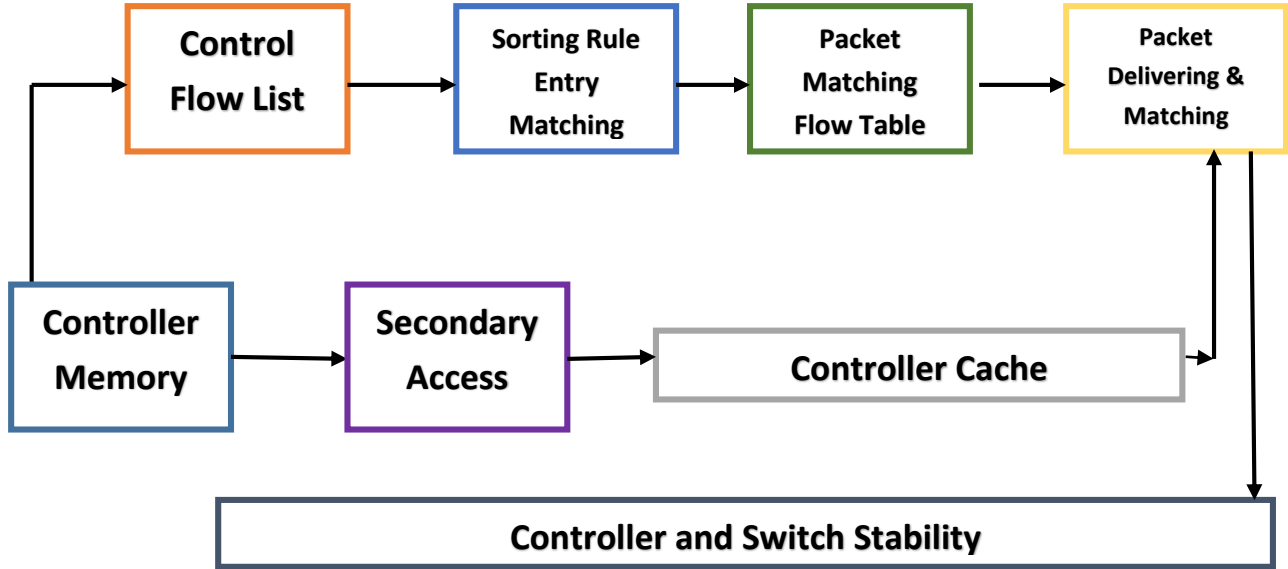 Control
Flow List
Sorting Rule
Entry
Matching
Packet
Matching
Flow Table
Packet
Delivering &
Matching
Controller
Memory
Secondary
Access
Controller Cache
Controller and Switch Stability